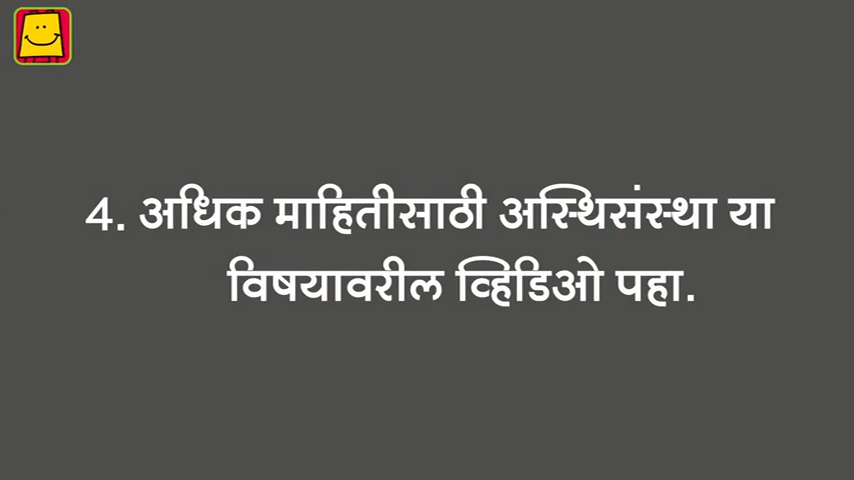 4. अधिक माहितीसाठी अस्थिसंस्था या
विषयावरील व्हिडिओ पहा.